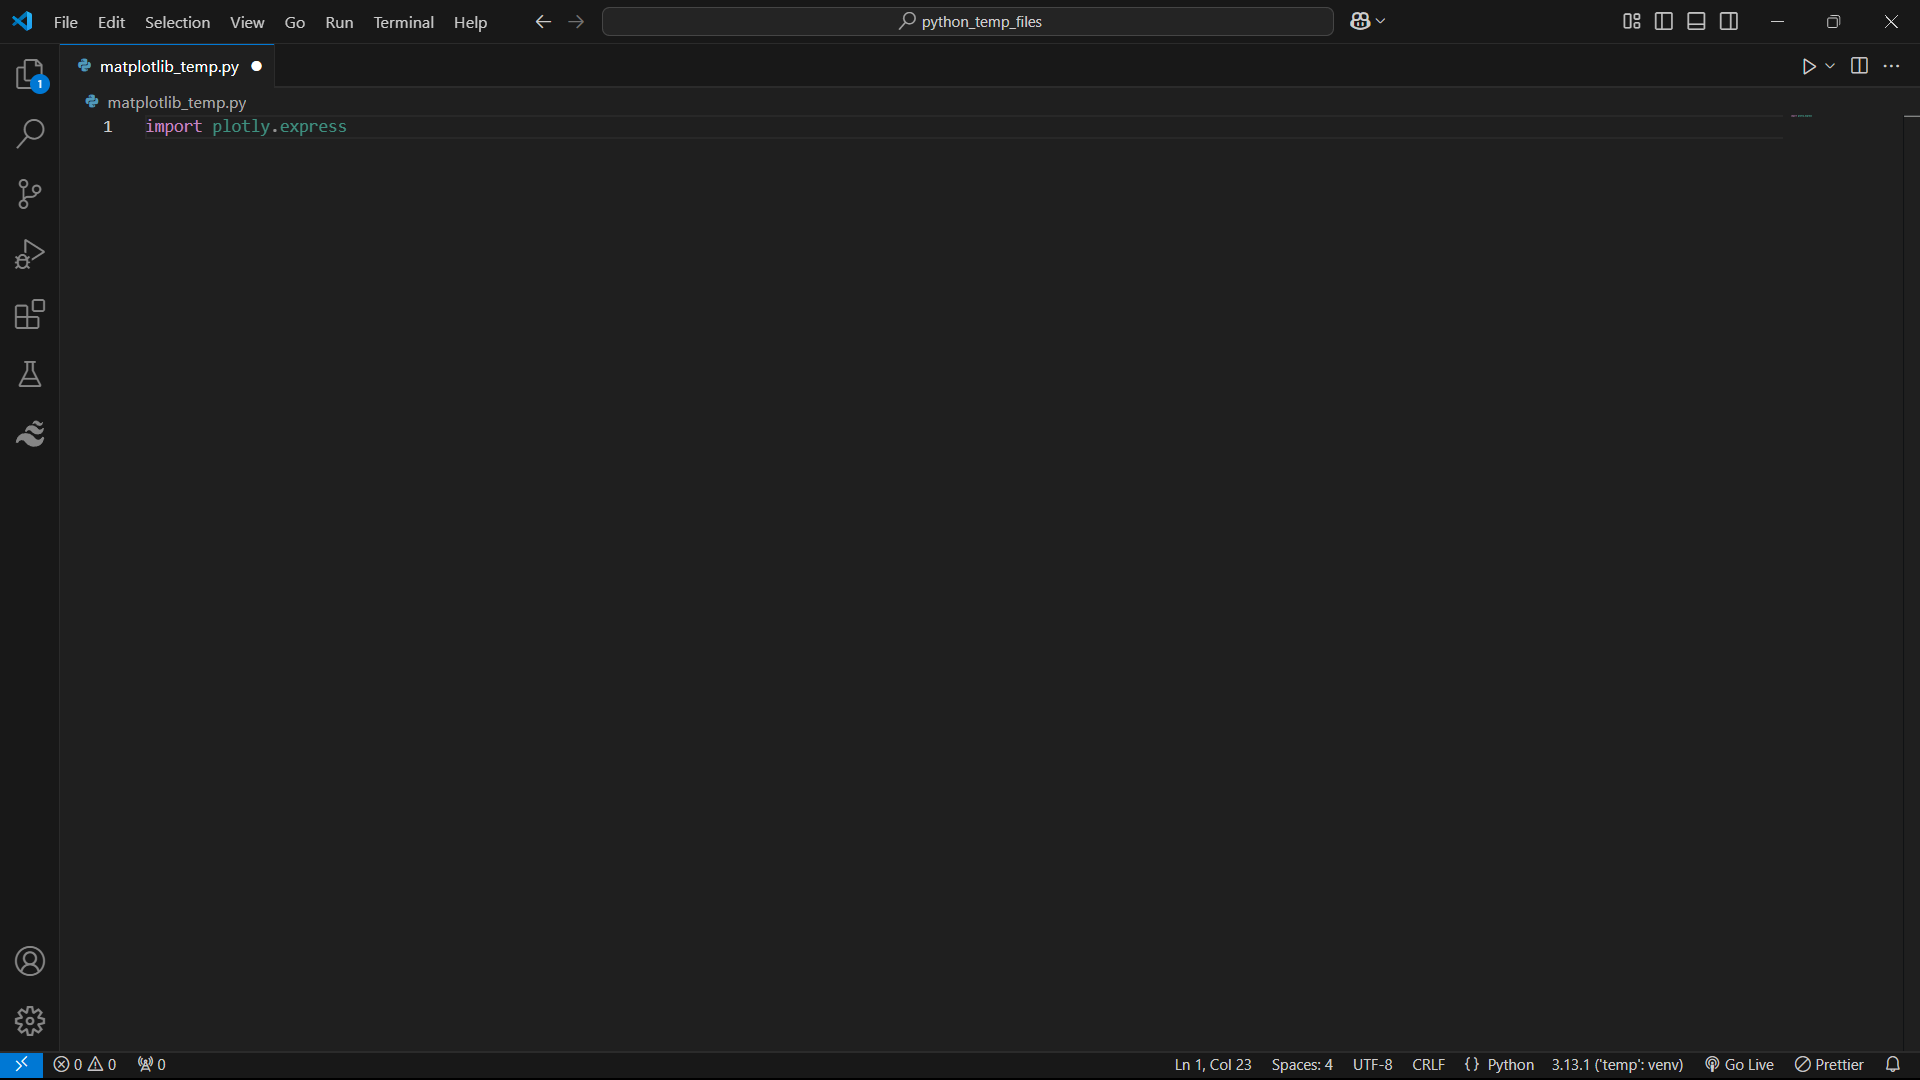 File Edit Selection View Go Run Terminal Help python_temp_files
matplotlib_temp.py
1
matplotlib_temp.py
1 import plotly.express
0 0 0 Ln 1, Col 23 Spaces: 4 UTF-8 CRLF {} Python 3.13.1 ('temp': venv) Go Live Prettier